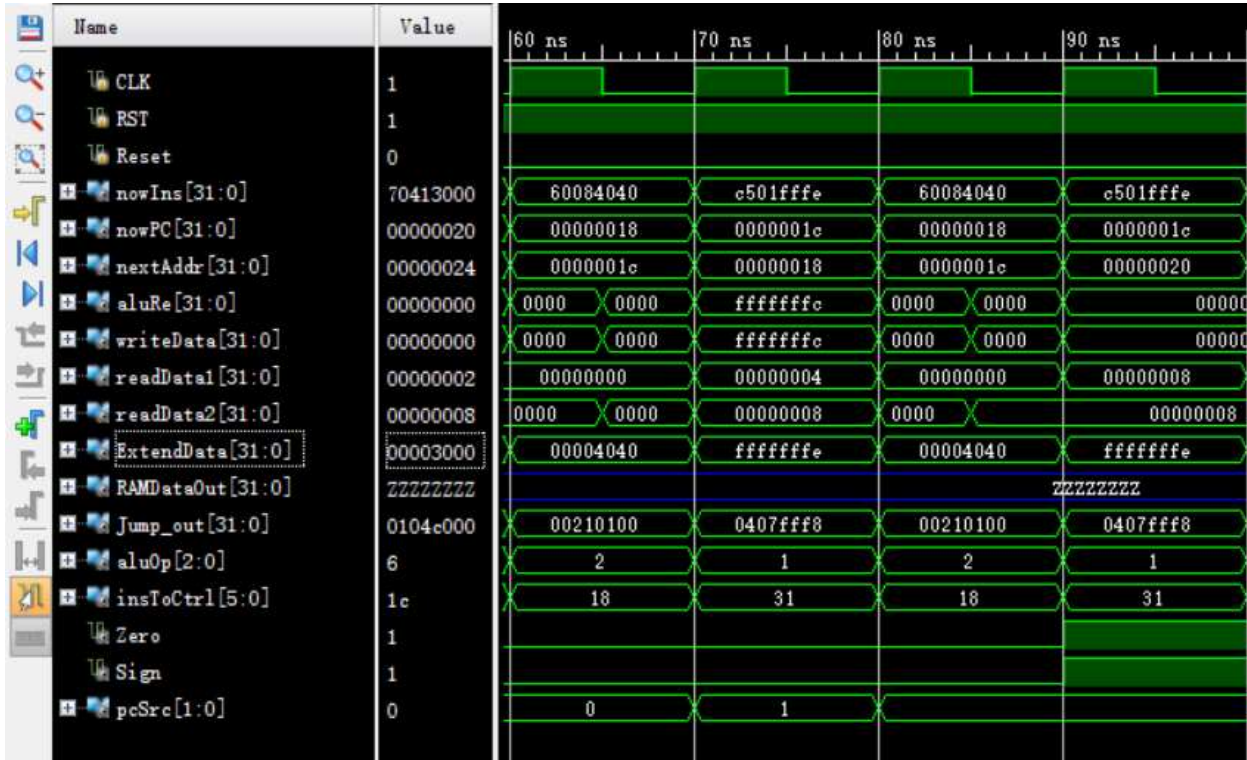 Name Value 60 ns 70 ns 80 ns 90 ns
CLK 1
RST 1
Reset 0
nowIns[31:0] 70413000 60084040 c501fffe 60084040 c501fffe
nowPC[31:0] 00000020 00000018 0000001c 00000018 0000001c
nextAddr[31:0] 00000024 0000001c 00000018 0000001c 00000020
aluRe[31:0] 00000000 0000 0000 fffffffc 0000 0000 00000
writeData[31:0] 00000000 0000 0000 fffffffc 0000 0000 00000
readData1[31:0] 00000002 00000000 00000004 00000000 00000008
readData2[31:0] 00000008 0000 0000 00000008 0000 00000008
ExtendData[31:0] 00003000 00004040 fffffffe 00004040 fffffffe
RAMDataOut[31:0] ZZZZZZZZ ZZZZZZZZ
Jump_out[31:0] 0104c000 00210100 0407fff8 00210100 0407fff8
aluOp[2:0] 6 2 1 2 1
insToCtrl[5:0] 1c 18 31 18 31
Zero 1
Sign 1
pcSrc[1:0] 0 0 1